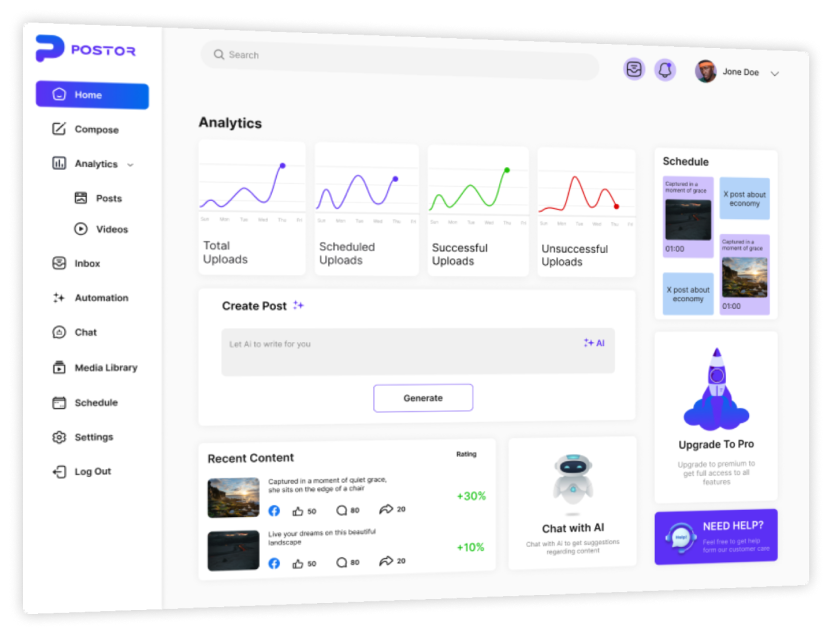 POSTOR
Home
Compose
Analytics
Posts
Videos
Inbox
Automation
Chat
Media Library
Schedule
Settings
Log Out
Search
Jone Doe
Analytics
Sun Mon Tue Wed Thu Fri
Total
Uploads
Sun Mon Tue Wed Thu Fri
Scheduled
Uploads
Sun Mon Tue Wed Thu Fri
Successful
Uploads
Sun Mon Tue Wed Thu Fri
Unsuccessful
Uploads
Create Post
Let Ai to write for you
AI
Generate
Recent Content
Rating
Captured in a moment of quiet grace,
she sits on the edge of a chair
50 80 20
+30%
Live your dreams on this beautiful
landscape
50 80 20
+10%
Chat with AI
Chat with AI to get suggestions
regarding content
Schedule
Captured in a
moment of grace
01:00
X post about
economy
X post about
economy
Captured in a
moment of grace
01:00
Upgrade To Pro
Upgrade to premium to
get full access to all
features
NEED HELP?
Feel free to get help
form our customer care